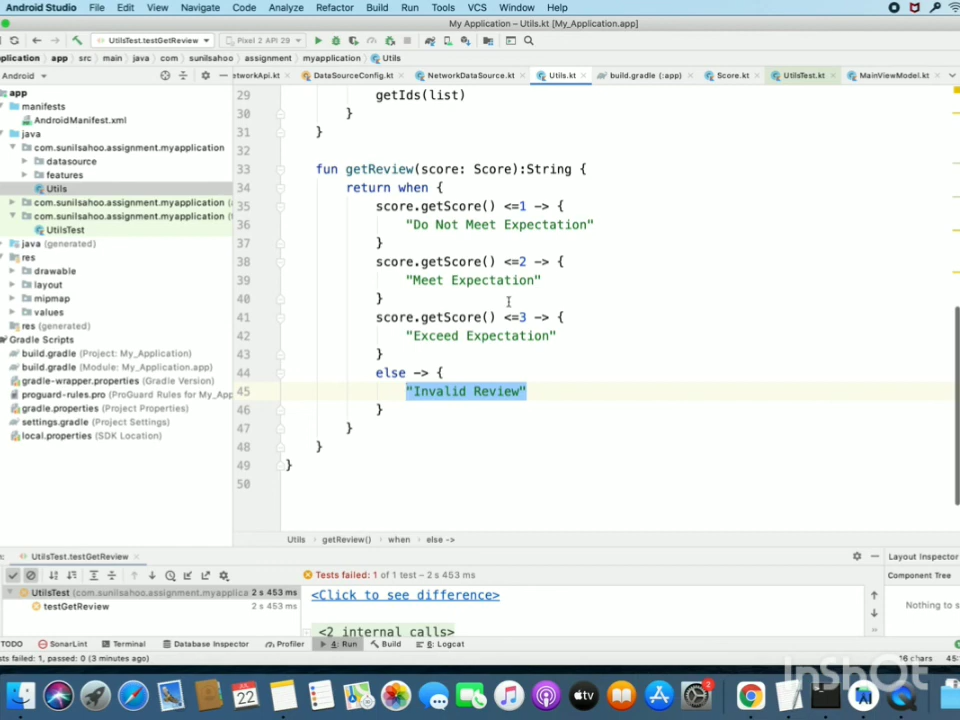 Android Studio File Edit View Navigate Code Analyze Refactor Build Run Tools VCS Window Help
My Application – Utils.kt [My_Application.app]
UtilsTest.testGetReview Pixel 2 API 29
plication app src main java com sunilsahoo assignment myapplication Utils
Android etworkApi.kt DataSourceConfig.kt NetworkDataSource.kt Utils.kt build.gradle (:app) Score.kt UtilsTest.kt MainViewModel.kt
app
manifests
AndroidManifest.xml
java
com.sunilsahoo.assignment.myapplication
datasource
features
Utils
com.sunilsahoo.assignment.myapplication (
com.sunilsahoo.assignment.myapplication (
UtilsTest
java (generated)
res
drawable
layout
mipmap
values
res (generated)
Gradle Scripts
build.gradle (Project: My_Application)
build.gradle (Module: My_Application.app)
gradle-wrapper.properties (Gradle Version)
proguard-rules.pro (ProGuard Rules for My_App
gradle.properties (Project Properties)
settings.gradle (Project Settings)
local.properties (SDK Location)
29 getIds(list)
30 }
31 }
32
33 fun getReview(score: Score):String {
34 return when {
35 score.getScore() <=1 -> {
36 "Do Not Meet Expectation"
37 }
38 score.getScore() <=2 -> {
39 "Meet Expectation"
40 }
41 score.getScore() <=3 -> {
42 "Exceed Expectation"
43 }
44 else -> {
45 "Invalid Review"
46 }
47 }
48 }
49 }
50
Utils getReview() when else ->
UtilsTest.testGetReview
Layout Inspector
Tests failed: 1 of 1 test – 2 s 453 ms
Component Tree
UtilsTest (com.sunilsahoo.assignment.myapplica 2 s 453 ms
testGetReview 2 s 453 ms
<Click to see difference>
Nothing to s
<2 internal calls>
TODO SonarLint Terminal Database Inspector Profiler 4: Run Build 6: Logcat
sts failed: 1, passed: 0 (3 minutes ago)
16 chars 45:
InShOt
22
tv
2